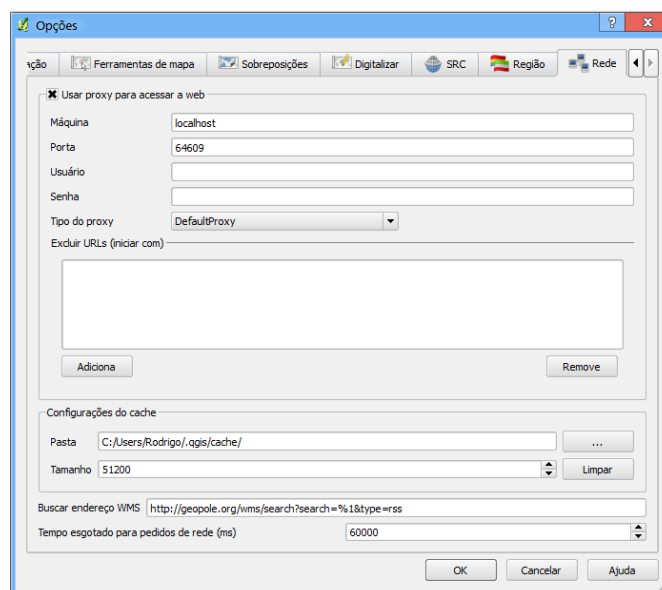 Opções
ação Ferramentas de mapa Sobreposições Digitalizar SRC Região Rede
Usar proxy para acessar a web
Máquina localhost
Porta 64609
Usuário
Senha
Tipo do proxy DefaultProxy
Excluir URLs (iniciar com)
Adiciona Remove
Configurações do cache
Pasta C:/Users/Rodrigo/.qgis/cache/ ...
Tamanho 51200 Limpar
Buscar endereço WMS http://geopole.org/wms/search?search=%1&type=rss
Tempo esgotado para pedidos de rede (ms) 60000
OK Cancelar Ajuda